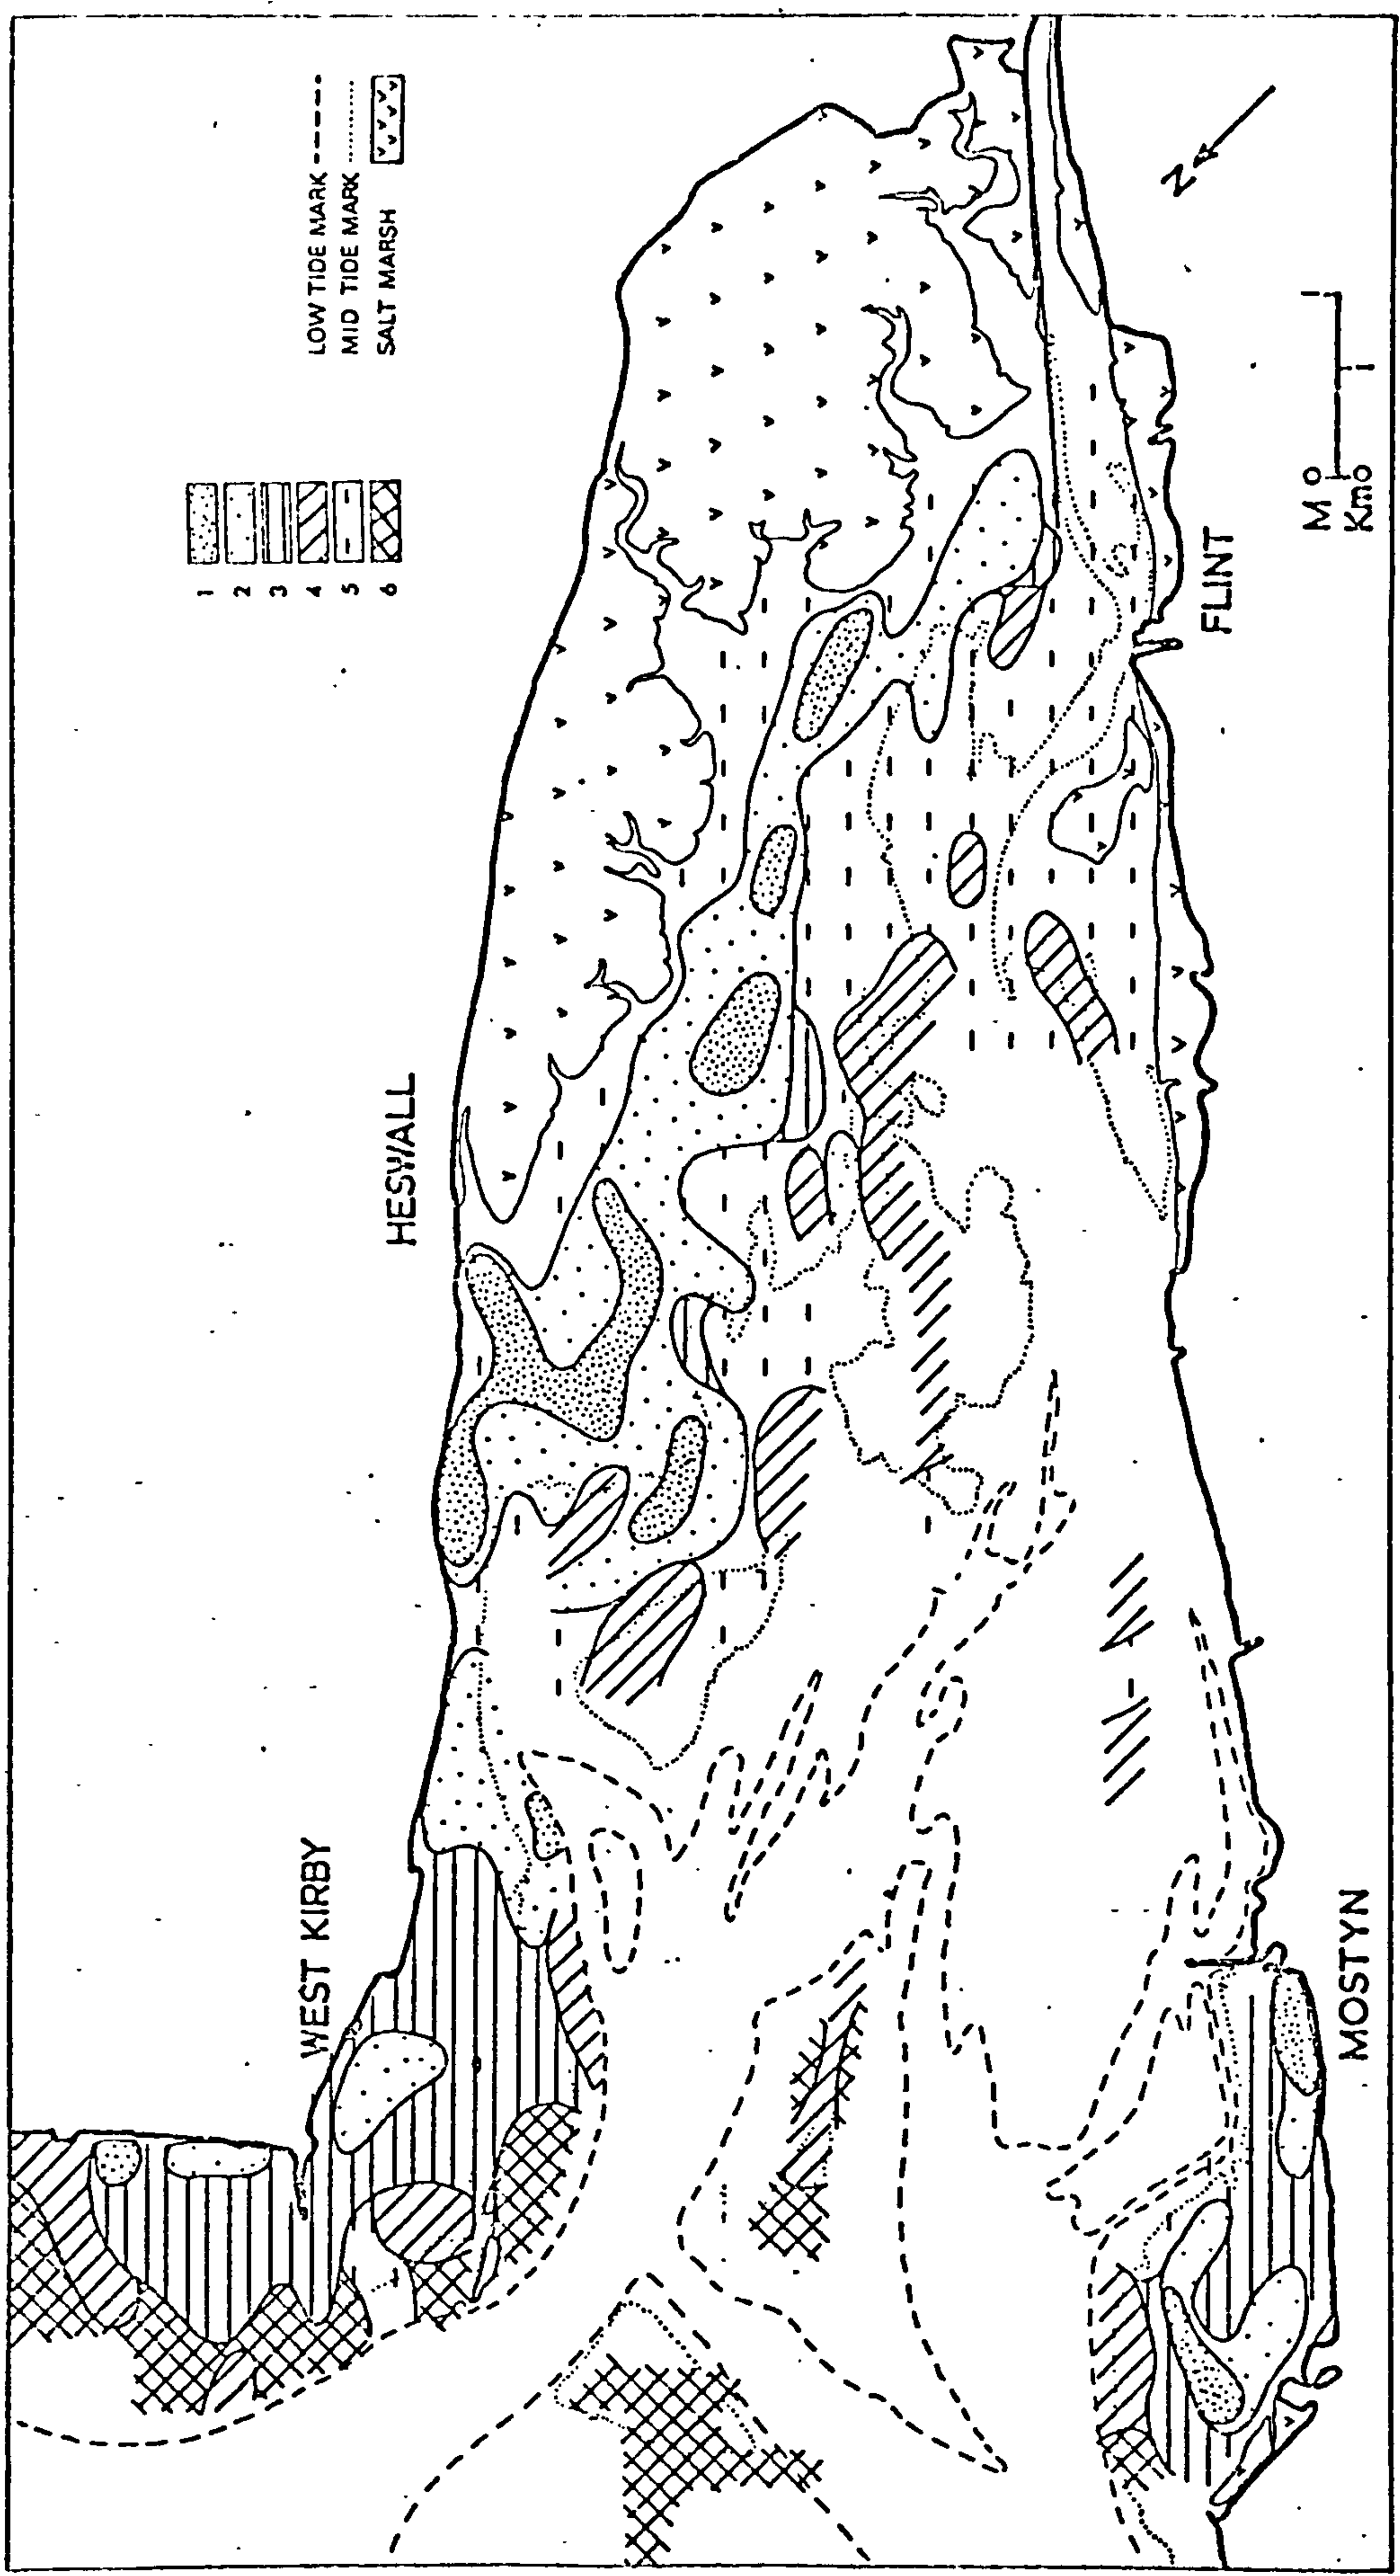 1
2
3
4
5
6
LOW TIDE MARK
MID TIDE MARK
SALT MARSH
HESWALL
WEST KIRBY
FLINT
MOSTYN
N
M 0 1
Km 0 1